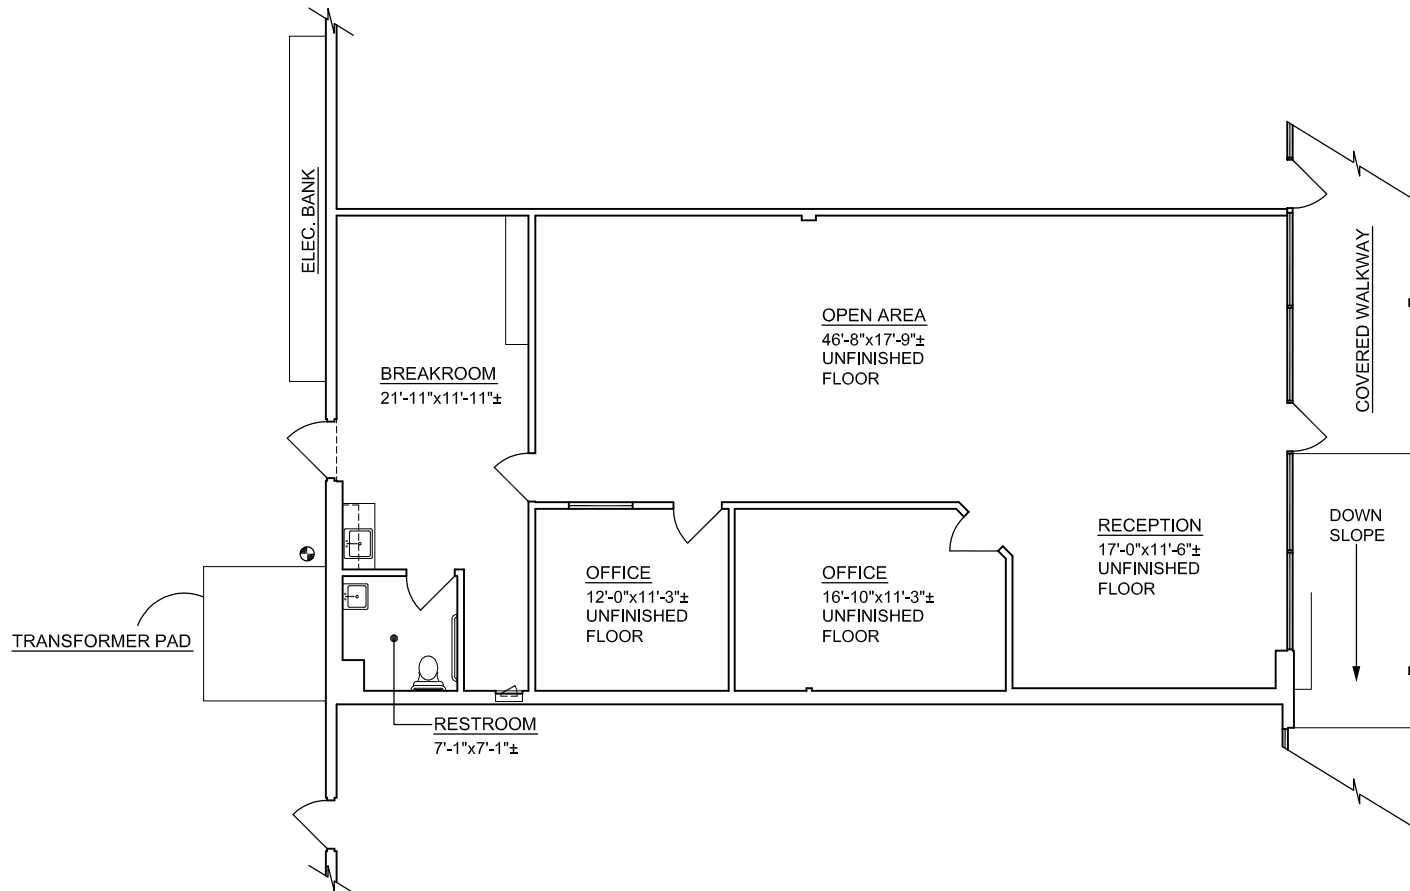 ELEC. BANK
COVERED WALKWAY
OPEN AREA
46'-8"x17'-9"±
UNFINISHED
FLOOR
BREAKROOM
21'-11"x11'-11"±
DOWN
SLOPE
RECEPTION
17'-0"x11'-6"±
UNFINISHED
FLOOR
OFFICE
12'-0"x11'-3"±
UNFINISHED
FLOOR
OFFICE
16'-10"x11'-3"±
UNFINISHED
FLOOR
TRANSFORMER PAD
RESTROOM
7'-1"x7'-1"±